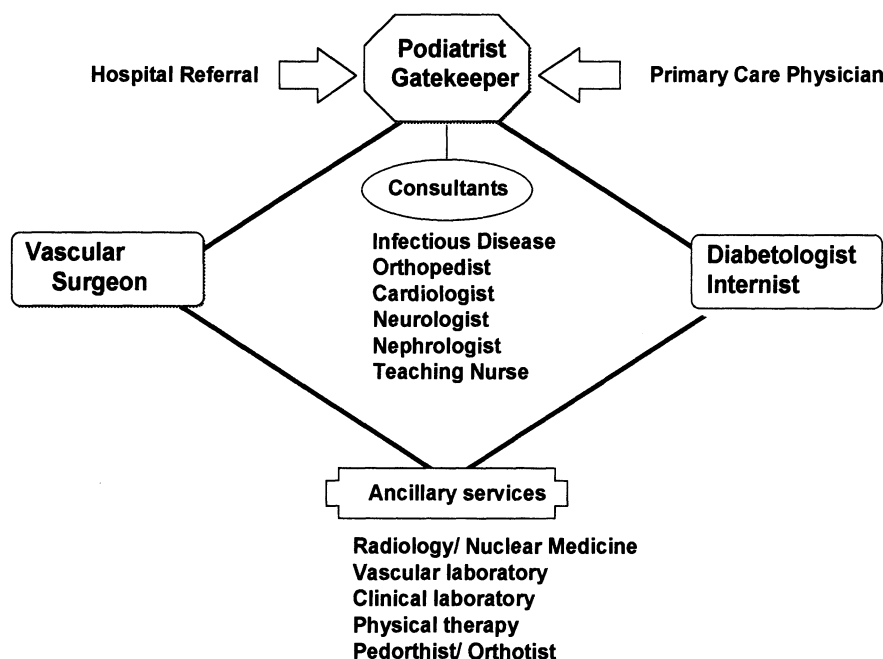 Podiatrist
Gatekeeper
Hospital Referral
Primary Care Physician
Consultants
Infectious Disease
Orthopedist
Cardiologist
Neurologist
Nephrologist
Teaching Nurse
Vascular
Surgeon
Diabetologist
Internist
Ancillary services
Radiology/ Nuclear Medicine
Vascular laboratory
Clinical laboratory
Physical therapy
Pedorthist/ Orthotist